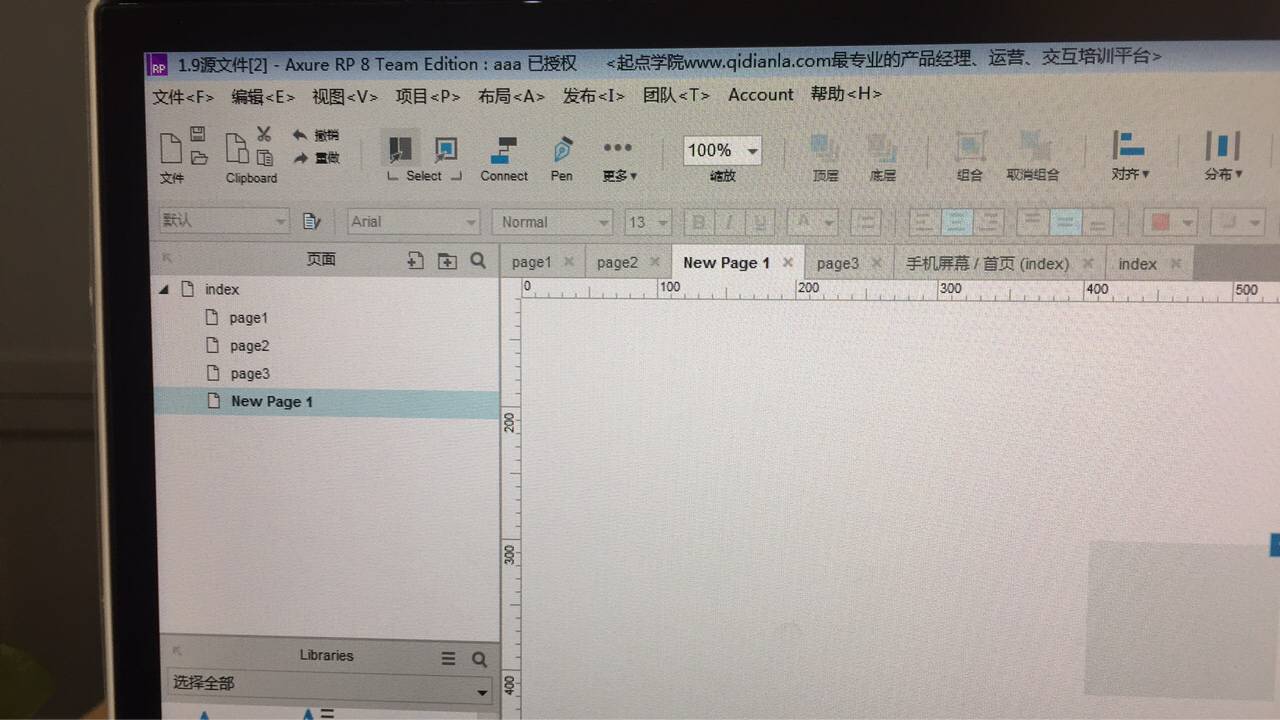 RP 1.9源文件[2] - Axure RP 8 Team Edition : aaa 已授权 <起点学院www.qidianla.com最专业的产品经理、运营、交互培训平台>
文件<F> 编辑<E> 视图<V> 项目<P> 布局<A> 发布<I> 团队<T> Account 帮助<H>
撤销
100%
重做
文件 Clipboard Select Connect Pen 更多 缩放 顶层 底层 组合 取消组合 对齐 分布
默认 Arial Normal 13 B I U A
页面 page1 page2 New Page 1 page3 手机屏幕 / 首页 (index) index
0 100 200 300 400 500
index
page1
page2
page3
New Page 1
200
300
400
Libraries
选择全部